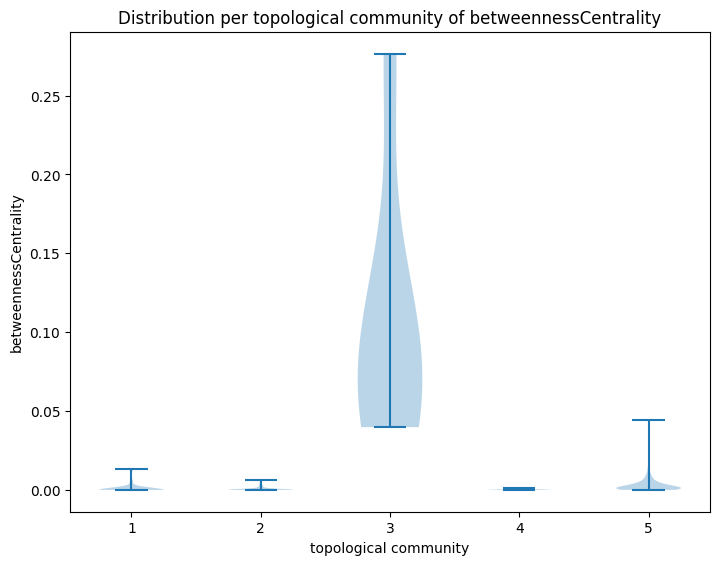 Distribution per topological community of betweennessCentrality
betweennessCentrality
0.25
0.20
0.15
0.10
0.05
0.00
1 2 3 4 5
topological community